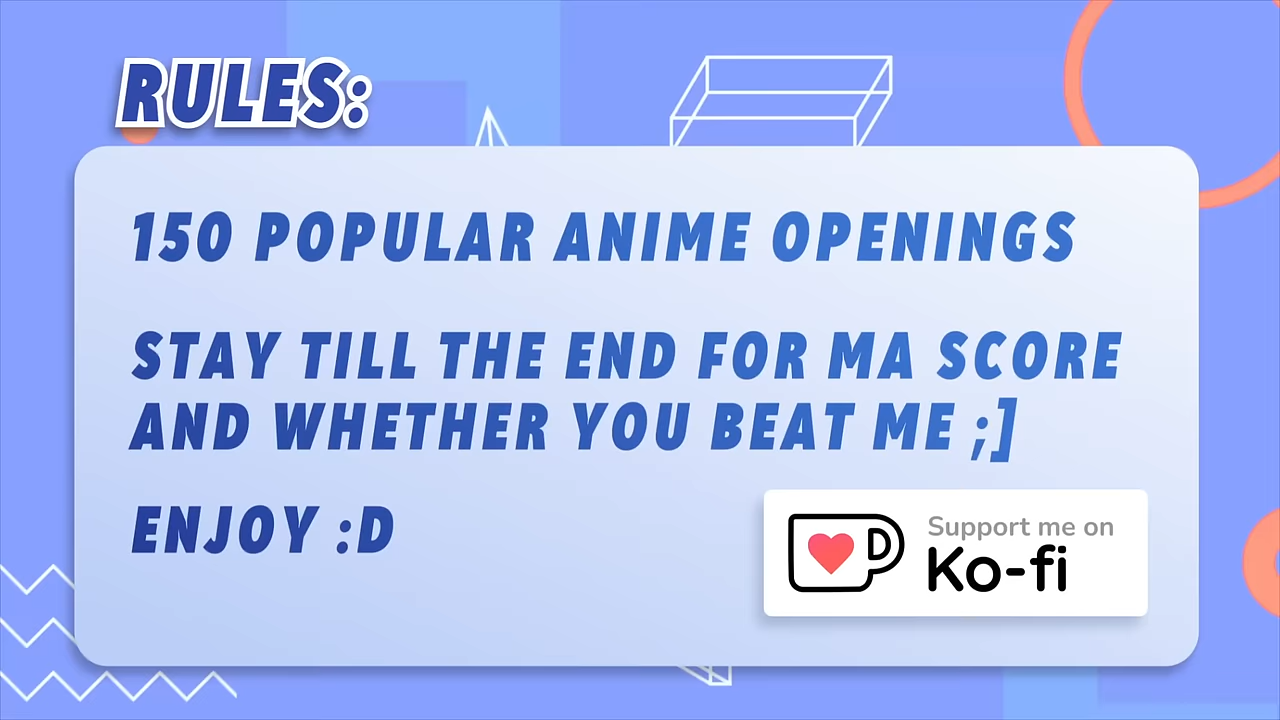 RULES:
150 POPULAR ANIME OPENINGS
STAY TILL THE END FOR MA SCORE
AND WHETHER YOU BEAT ME ;]
ENJOY :D
Support me on
Ko-fi